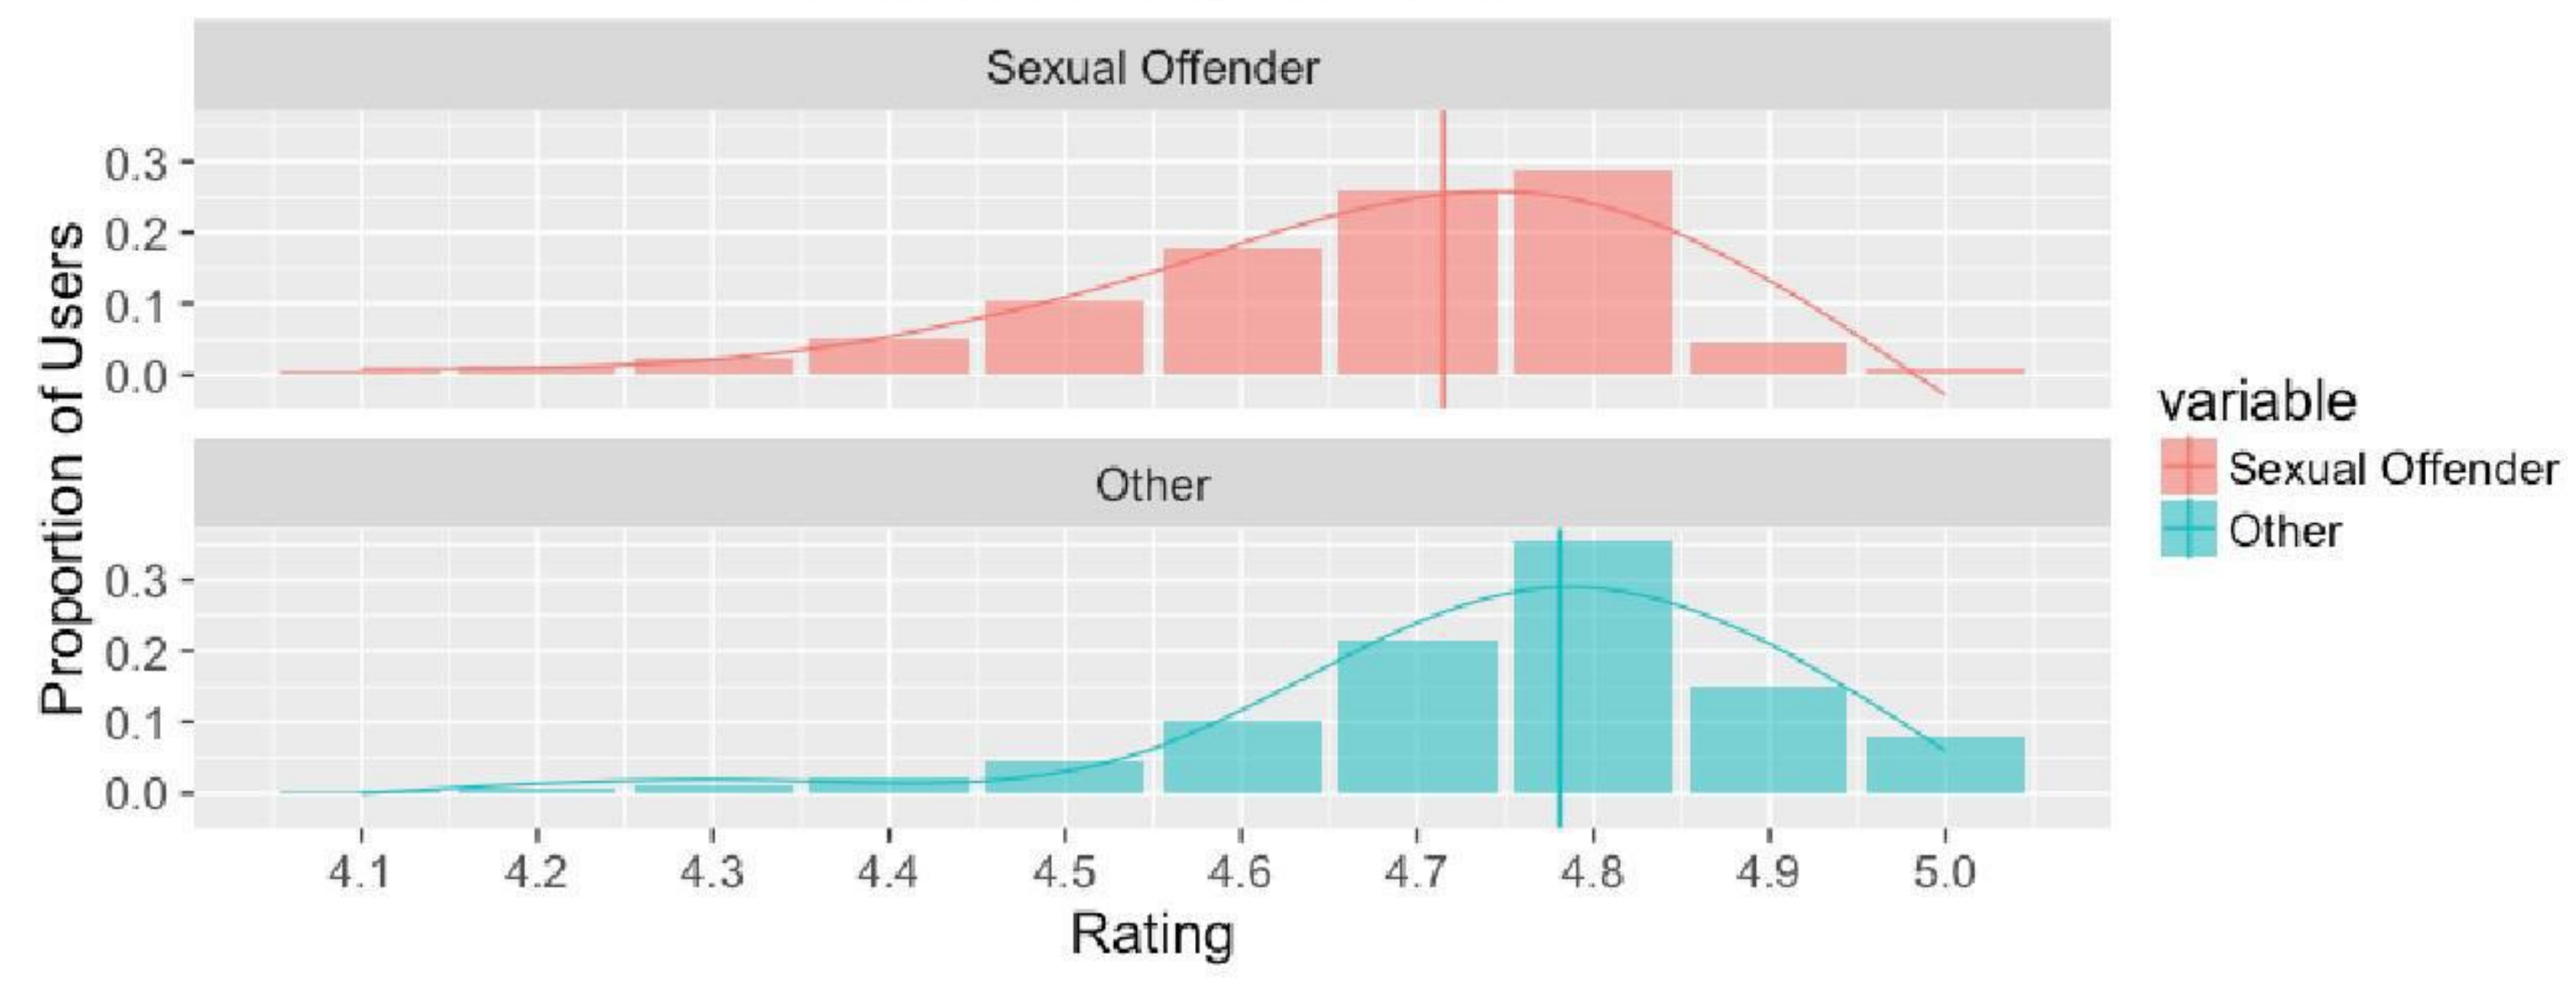 Sexual Offender
0.3
0.2
0.1
0.0
Proportion of Users
Other
0.3
0.2
0.1
0.0
4.1 4.2 4.3 4.4 4.5 4.6 4.7 4.8 4.9 5.0
Rating
variable
Sexual Offender
Other